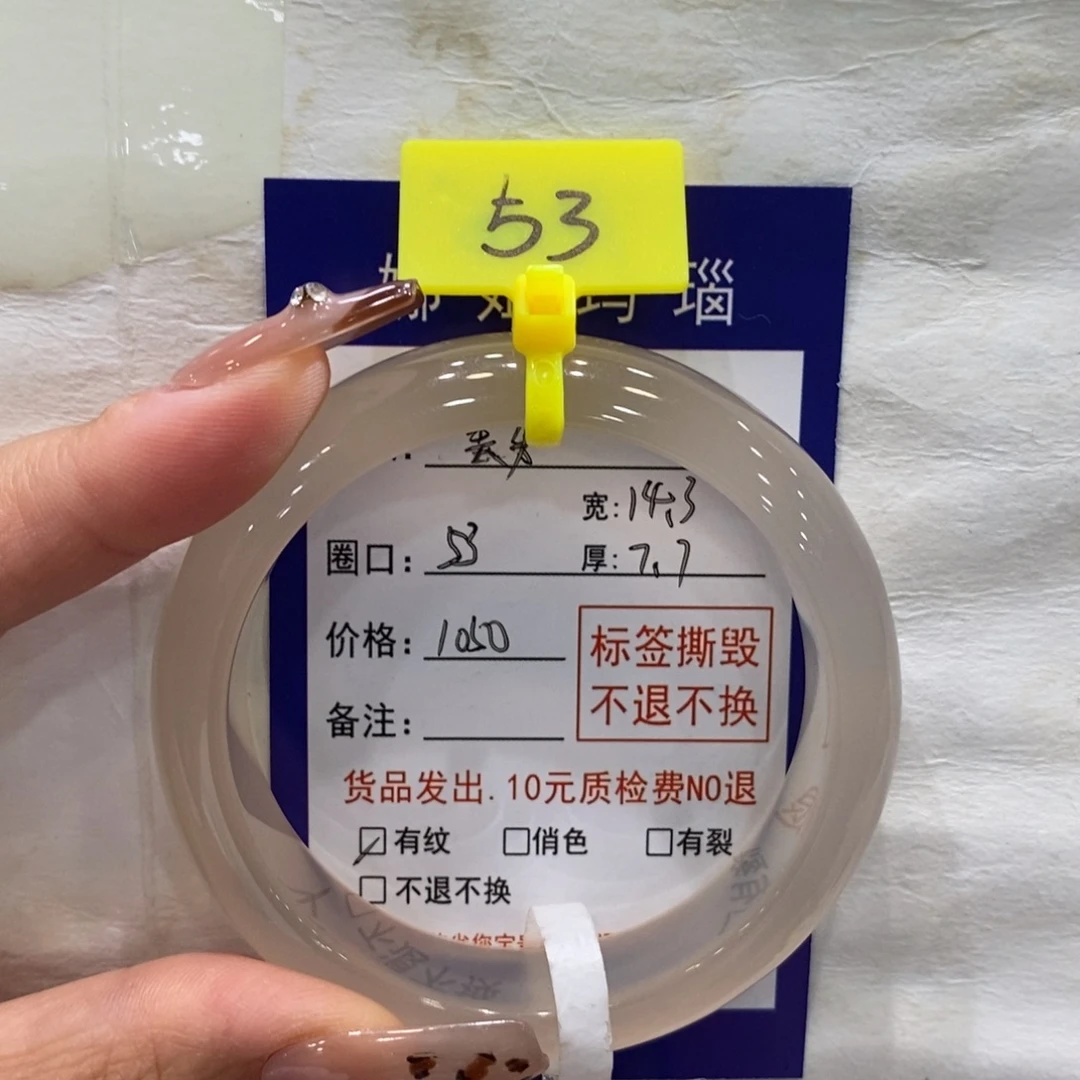 53
瑙
宽:14.3
圈口: 53 厚:7.7
价格: 1050
标签撕毁
不退不换
备注:
货品发出.10元质检费NO退
有纹 俏色 有裂
不退不换